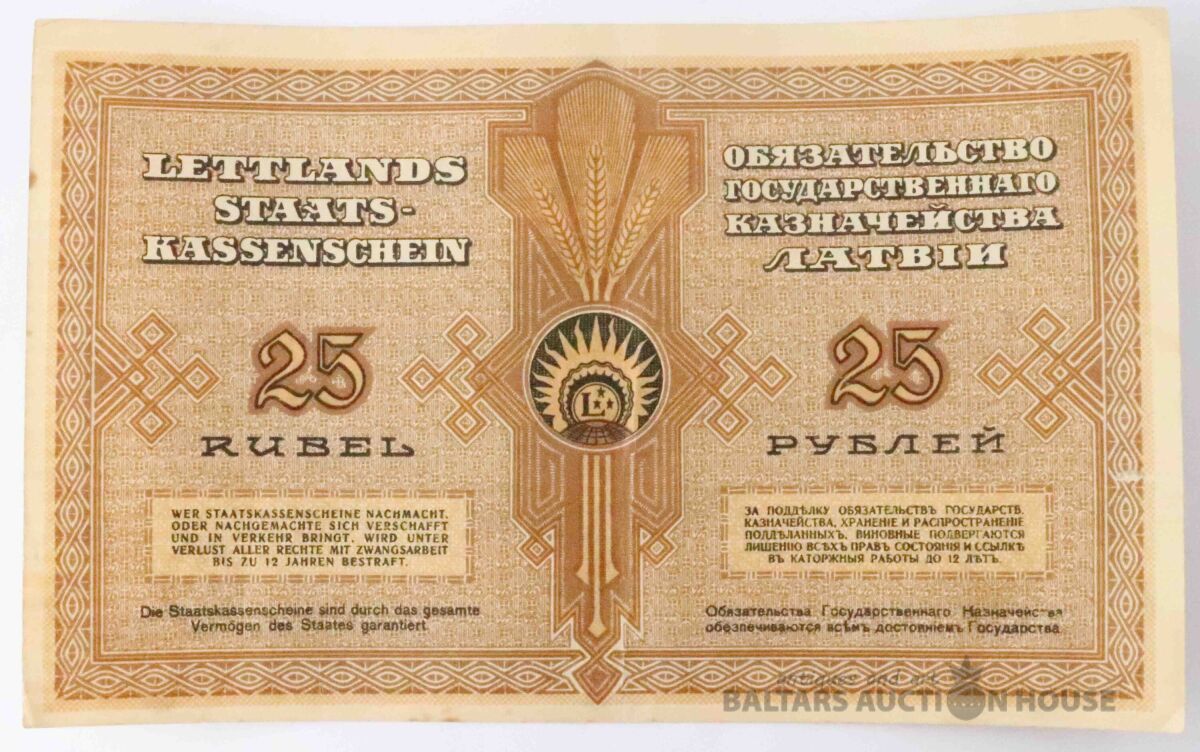 LETTLANDS
STAATS-
KASSENSCHEIN
25
RUBEL
WER STAATSKASSENSCHEINE NACHMACHT,
ODER NACHGEMACHTE SICH VERSCHAFFT
UND IN VERKEHR BRINGT, WIRD UNTER
VERLUST ALLER RECHTE MIT ZWANGSARBEIT
BIS ZU 12 JAHREN BESTRAFT.
Die Staatskassenscheine sind durch das gesamte
Vermögen des Staates garantiert.
L
ОБЯЗАТЕЛЬСТВО
ГОСУДАРСТВЕННАГО
КАЗНАЧЕЙСТВА
ЛАТВІИ
25
РУБЛЕЙ
ЗА ПОДДѢЛКУ ОБЯЗАТЕЛЬСТВЪ ГОСУДАРСТВ.
КАЗНАЧЕЙСТВА, ХРАНЕНІЕ И РАСПРОСТРАНЕНІЕ
ПОДДѢЛАННЫХЪ, ВИНОВНЫЕ ПОДВЕРГАЮТСЯ
ЛИШЕНІЮ ВСѢХЪ ПРАВЪ СОСТОЯНІЯ И ССЫЛКѢ
ВЪ КАТОРЖНЫЯ РАБОТЫ ДО 12 ЛѢТЪ.
Обязательства Государственнаго Казначейства
обезпечиваются всѣмъ достояніемъ Государства.
antiques and art
BALTARS AUCTION HOUSE